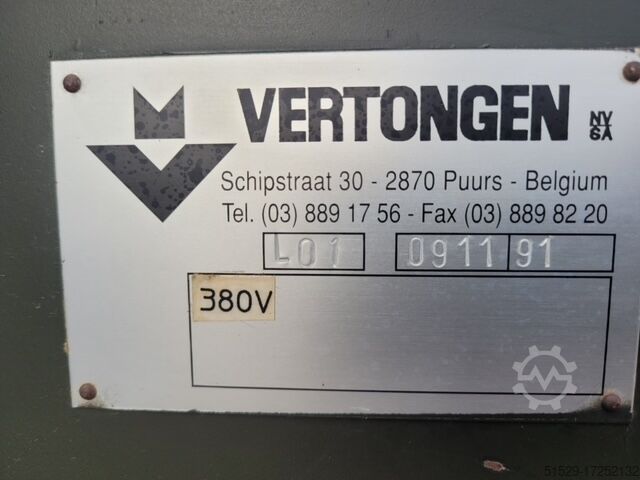 VERTONGEN NV SA
Schipstraat 30 - 2870 Puurs - Belgium
Tel. (03) 889 17 56 - Fax (03) 889 82 20
L01 0911 91
380V
51529-17252132